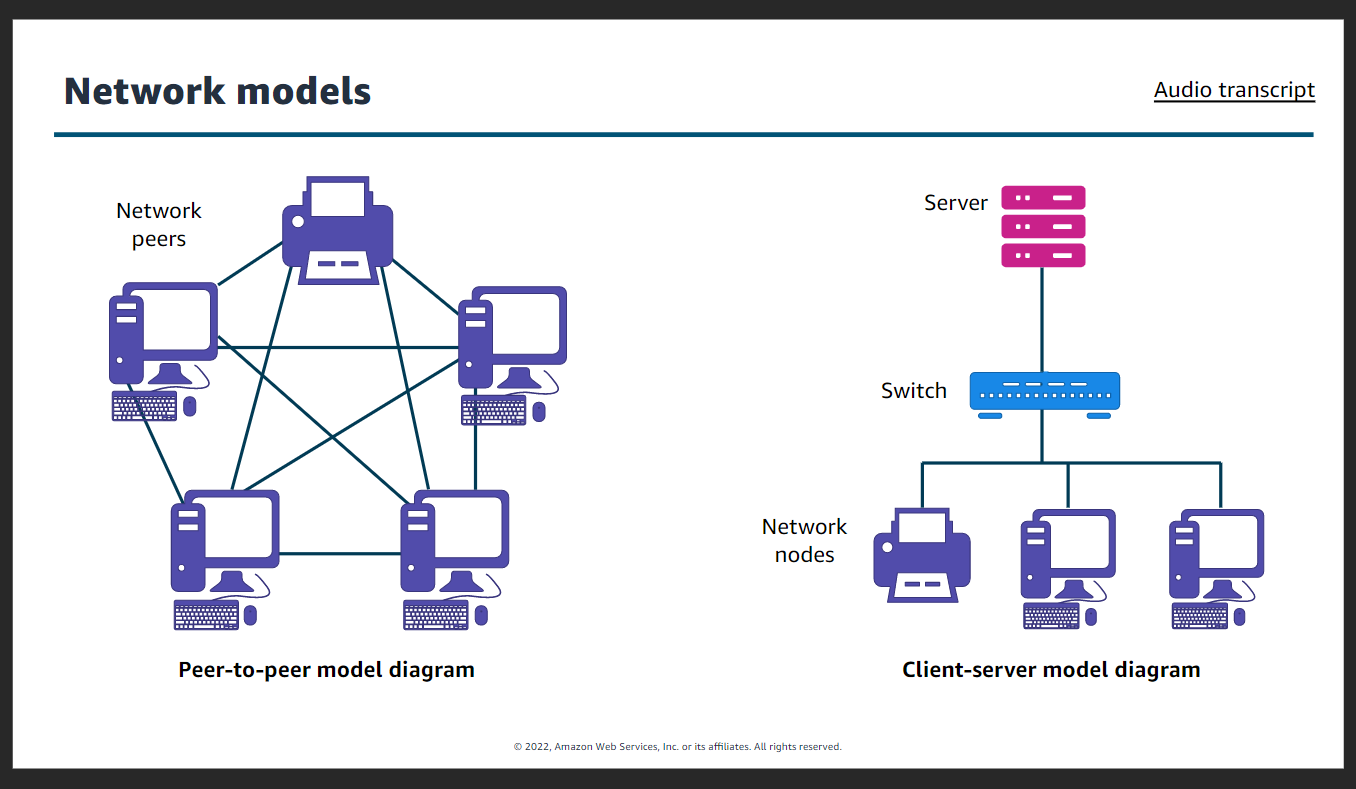 Network models
Audio transcript
Network
peers
Server
Switch
Network
nodes
Peer-to-peer model diagram
Client-server model diagram
© 2022, Amazon Web Services, Inc. or its affiliates. All rights reserved.